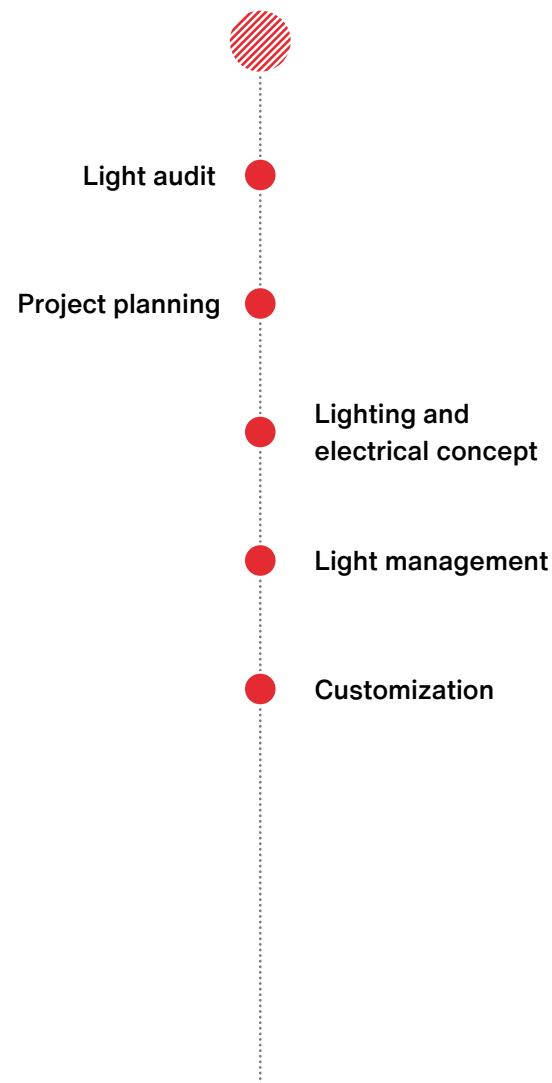 Light audit
Project planning
Lighting and
electrical concept
Light management
Customization